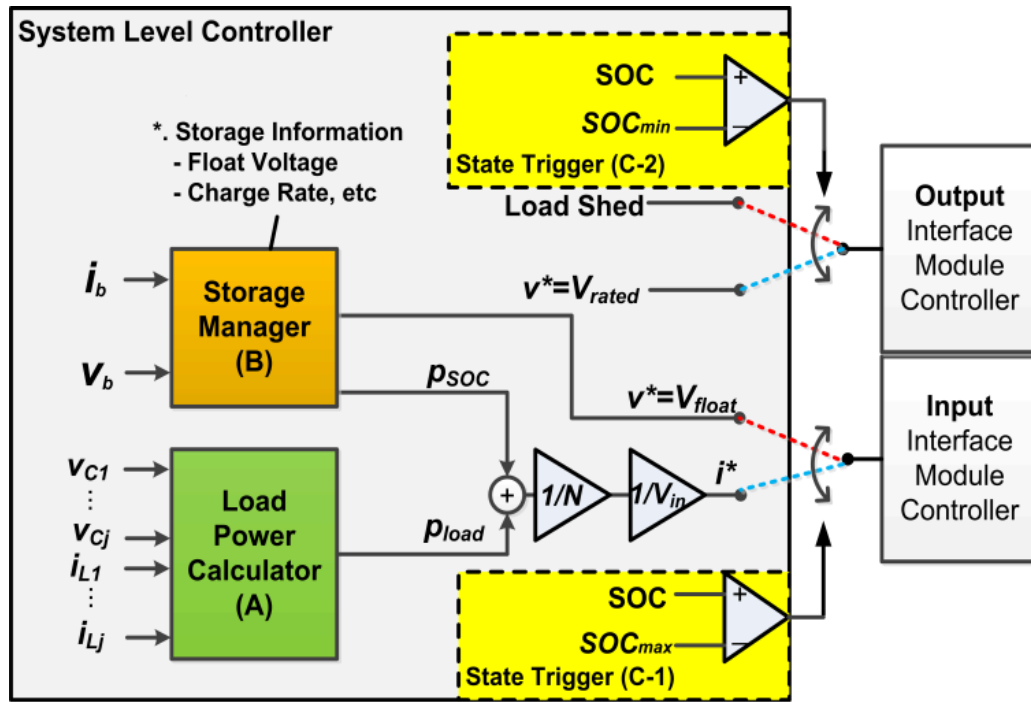 System Level Controller
SOC
+
SOCmin
−
State Trigger (C-2)
*. Storage Information
- Float Voltage
- Charge Rate, etc
Load Shed
v*=Vrated
Output
Interface
Module
Controller
ib
vb
Storage
Manager
(B)
pSOC
v*=Vfloat
Input
Interface
Module
Controller
vC1
⋮
vCj
iL1
⋮
iLj
Load
Power
Calculator
(A)
pload
+
1/N
1/Vin
i*
SOC
+
SOCmax
−
State Trigger (C-1)